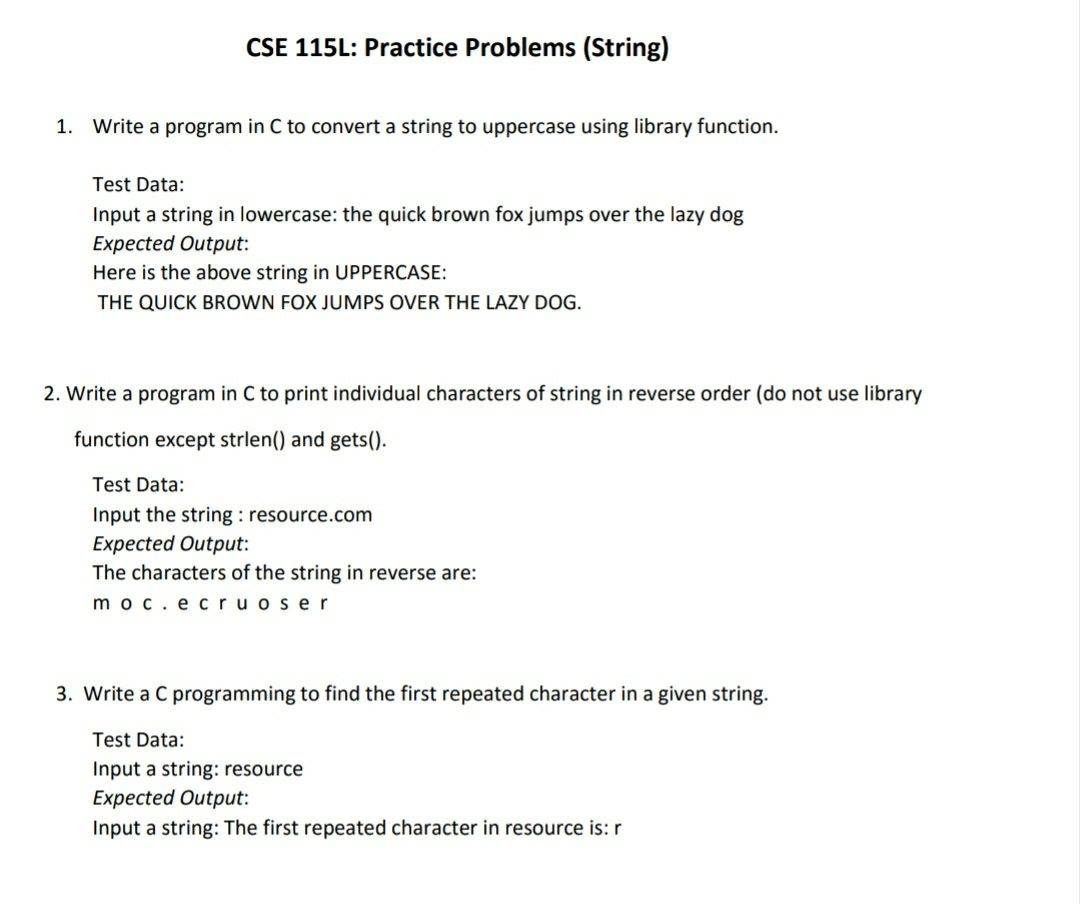 CSE 115L: Practice Problems (String)
1. Write a program in C to convert a string to uppercase using library function.
Test Data:
Input a string in lowercase: the quick brown fox jumps over the lazy dog
Expected Output:
Here is the above string in UPPERCASE:
THE QUICK BROWN FOX JUMPS OVER THE LAZY DOG.
2. Write a program in C to print individual characters of string in reverse order (do not use library
function except strlen() and gets().
Test Data:
Input the string : resource.com
Expected Output:
The characters of the string in reverse are:
m o c . e c r u o s e r
3. Write a C programming to find the first repeated character in a given string.
Test Data:
Input a string: resource
Expected Output:
Input a string: The first repeated character in resource is: r